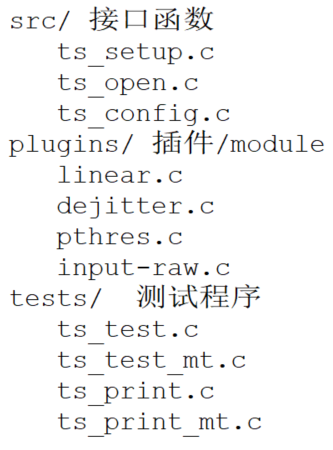 src/ 接口函数
ts_setup.c
ts_open.c
ts_config.c
plugins/ 插件/module
linear.c
dejitter.c
pthres.c
input-raw.c
tests/ 测试程序
ts_test.c
ts_test_mt.c
ts_print.c
ts_print_mt.c